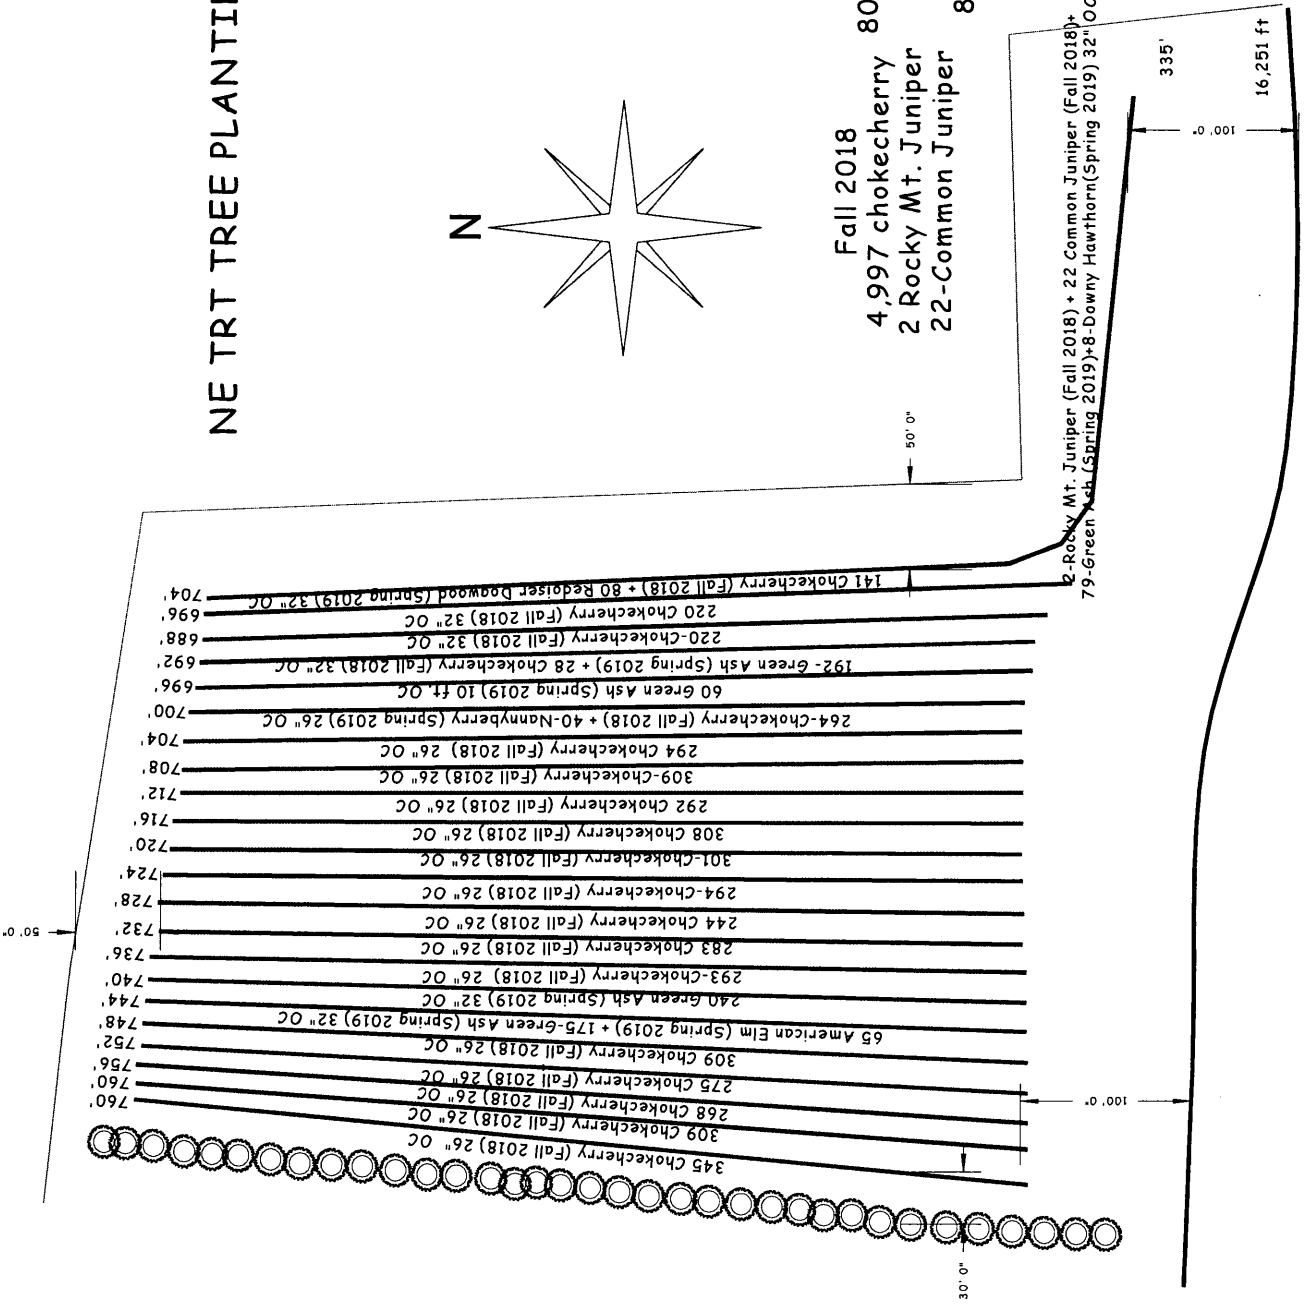 NE TRT TREE PLANTI
N
Fall 2018
4,997 chokecherry 80
2 Rocky Mt. Juniper
22-Common Juniper 8
2-Rocky Mt. Juniper (Fall 2018) + 22 Common Juniper (Fall 2018)+
79-Green Ash (Spring 2019)+8-Downy Hawthorn(Spring 2019) 32" OC
335'
16,251 ft
100' 0"
50' 0"
704' 141 Chokecherry (Fall 2018) + 80 Redoiser Dogwood (Spring 2019) 32" OC
696' 220 Chokecherry (Fall 2018) 32" OC
688' 220-Chokecherry (Fall 2018) 32" OC
692' 192- Green Ash (Spring 2019) + 28 Chokecherry (Fall 2018) 32" OC
696' 60 Green Ash (Spring 2019) 10 ft. OC
700' 264-Chokecherry (Fall 2018) + 40-Nannyberry (Spring 2019) 26" OC
704' 294 Chokecherry (Fall 2018) 26" OC
708' 309-Chokecherry (Fall 2018) 26" OC
712' 292 Chokecherry (Fall 2018) 26" OC
716' 308 Chokecherry (Fall 2018) 26" OC
720' 301-Chokecherry (Fall 2018) 26" OC
724' 294-Chokecherry (Fall 2018) 26" OC
728' 244 Chokecherry (Fall 2018) 26" OC
732' 283 Chokecherry (Fall 2018) 26" OC
736' 293-Chokecherry (Fall 2018) 26" OC
740' 240 Green Ash (Spring 2019) 32" OC
744' 65 American Elm (Spring 2019) + 175-Green Ash (Spring 2019) 32" OC
748' 309 Chokecherry (Fall 2018) 26" OC
752' 275 Chokecherry (Fall 2018) 26" OC
756' 268 Chokecherry (Fall 2018) 26" OC
760' 309 Chokecherry (Fall 2018) 26" OC
760' 345 Chokecherry (Fall 2018) 26" OC
50' 0"
100' 0"
30' 0"